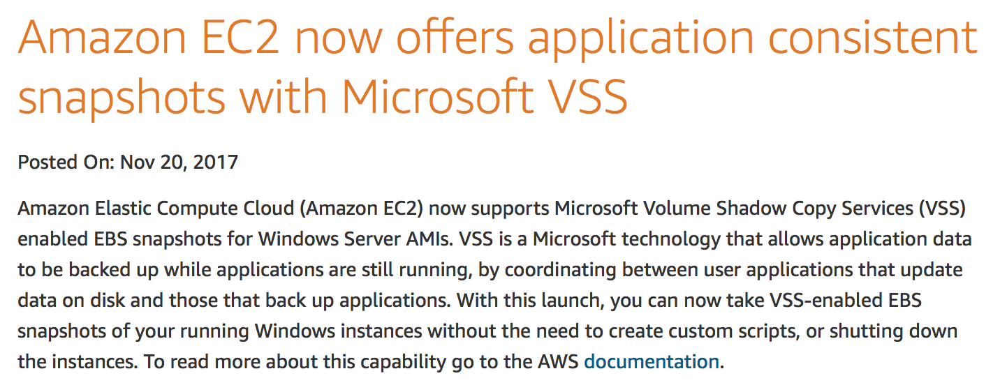 Amazon EC2 now offers application consistent
snapshots with Microsoft VSS
Posted On: Nov 20, 2017
Amazon Elastic Compute Cloud (Amazon EC2) now supports Microsoft Volume Shadow Copy Services (VSS)
enabled EBS snapshots for Windows Server AMIs. VSS is a Microsoft technology that allows application data
to be backed up while applications are still running, by coordinating between user applications that update
data on disk and those that back up applications. With this launch, you can now take VSS-enabled EBS
snapshots of your running Windows instances without the need to create custom scripts, or shutting down
the instances. To read more about this capability go to the AWS documentation.